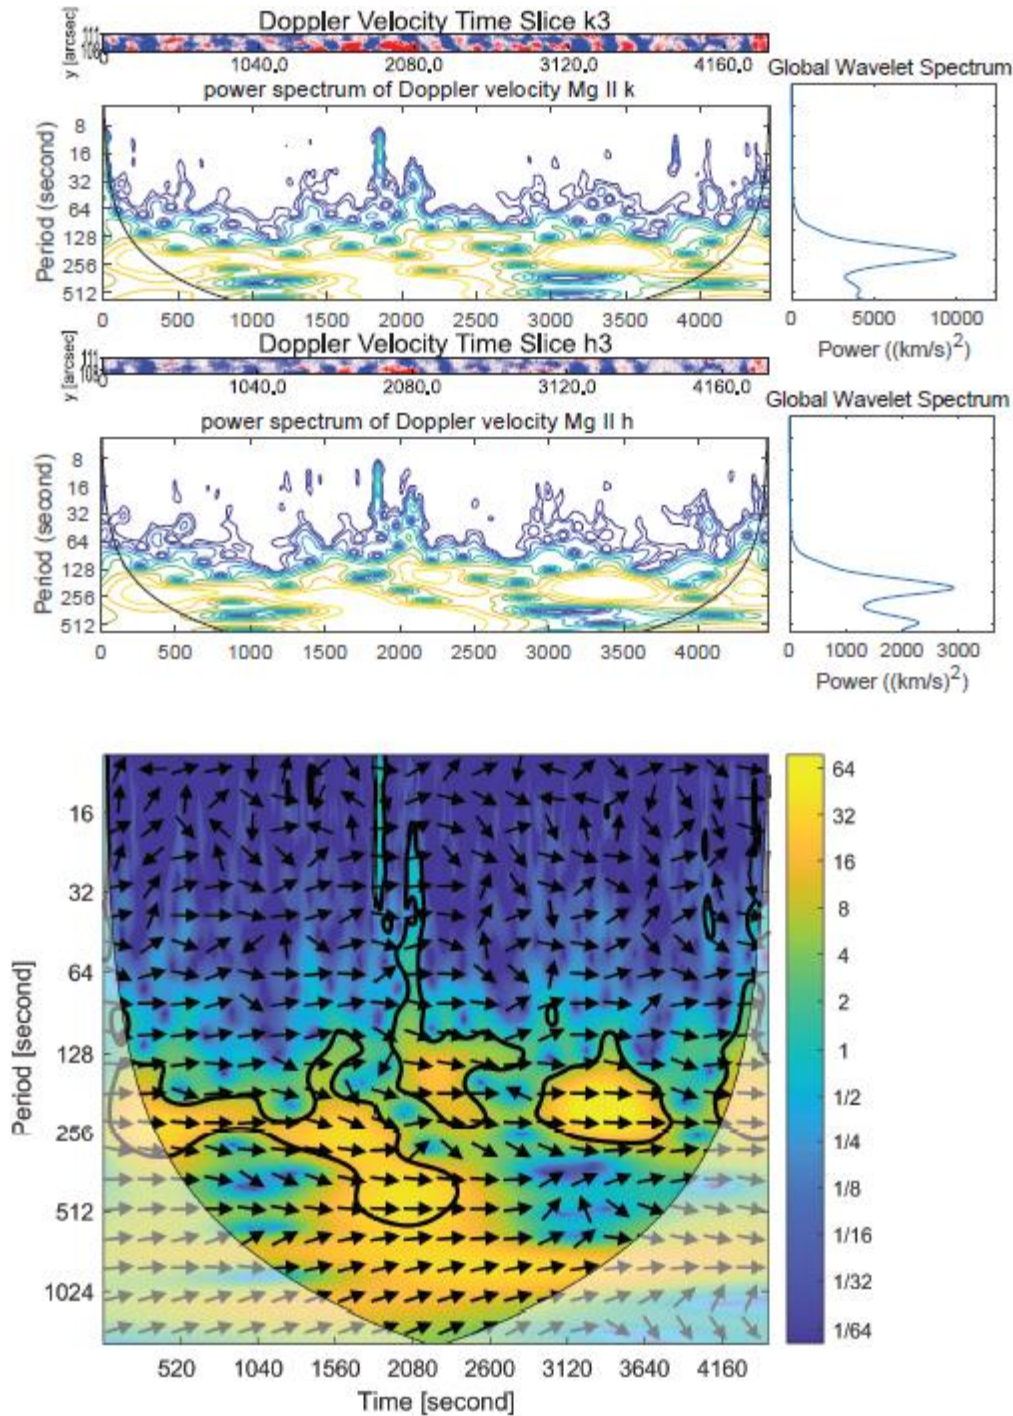 Doppler Velocity Time Slice k3
y [arcsec]
111
108
0 1040.0 2080.0 3120.0 4160.0
power spectrum of Doppler velocity Mg II k
Global Wavelet Spectrum
Period (second)
8
16
32
64
128
256
512
0 500 1000 1500 2000 2500 3000 3500 4000
0 5000 10000
Power ((km/s)2)
Doppler Velocity Time Slice h3
y [arcsec]
111
108
0 1040.0 2080.0 3120.0 4160.0
power spectrum of Doppler velocity Mg II h
Global Wavelet Spectrum
Period (second)
8
16
32
64
128
256
512
0 500 1000 1500 2000 2500 3000 3500 4000
0 1000 2000 3000
Power ((km/s)2)
Period [second]
16
32
64
128
256
512
1024
520 1040 1560 2080 2600 3120 3640 4160
Time [second]
64
32
16
8
4
2
1
1/2
1/4
1/8
1/16
1/32
1/64